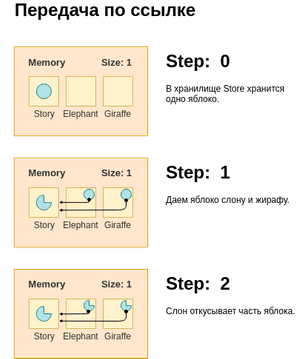 Передача по ссылке
Memory Size: 1
Story Elephant Giraffe
Step: 0
В хранилище Store хранится
одно яблоко.
Memory Size: 1
Story Elephant Giraffe
Step: 1
Даем яблоко слону и жирафу.
Memory Size: 1
Story Elephant Giraffe
Step: 2
Слон откусывает часть яблока.